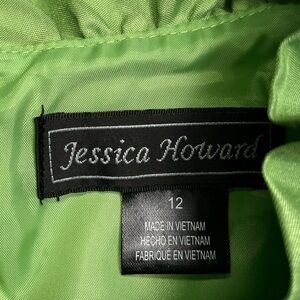 Jessica Howard
12
MADE IN VIETNAM
HECHO EN VIETNAM
FABRIQUÉ EN VIETNAM